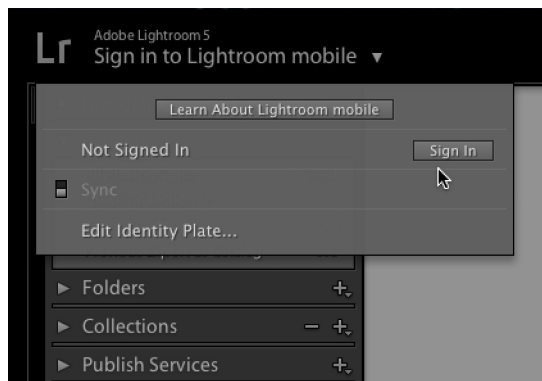 Lr
Adobe Lightroom 5
Sign in to Lightroom mobile
Learn About Lightroom mobile
Not Signed In
Sign In
Sync
Edit Identity Plate...
Folders
Collections
Publish Services